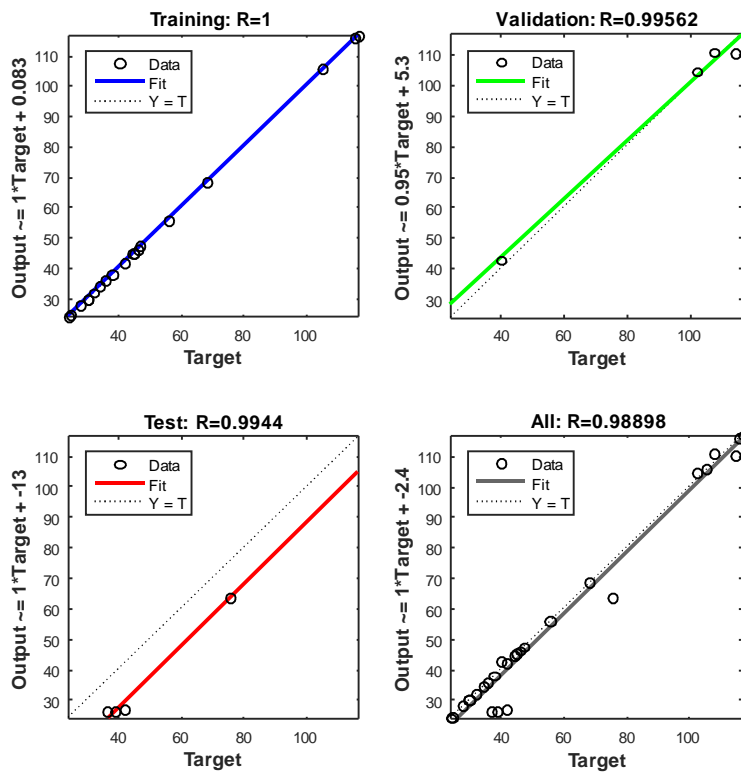 Training: R=1
Output ~= 1*Target + 0.083
110
100
90
80
70
60
50
40
30
Data
Fit
Y = T
40
60
80
100
Target
Validation: R=0.99562
Output ~= 0.95*Target + 5.3
110
100
90
80
70
60
50
40
30
Data
Fit
Y = T
40
60
80
100
Target
Test: R=0.9944
Output ~= 1*Target + -13
110
100
90
80
70
60
50
40
30
Data
Fit
Y = T
40
60
80
100
Target
All: R=0.98898
Output ~= 1*Target + -2.4
110
100
90
80
70
60
50
40
30
Data
Fit
Y = T
40
60
80
100
Target